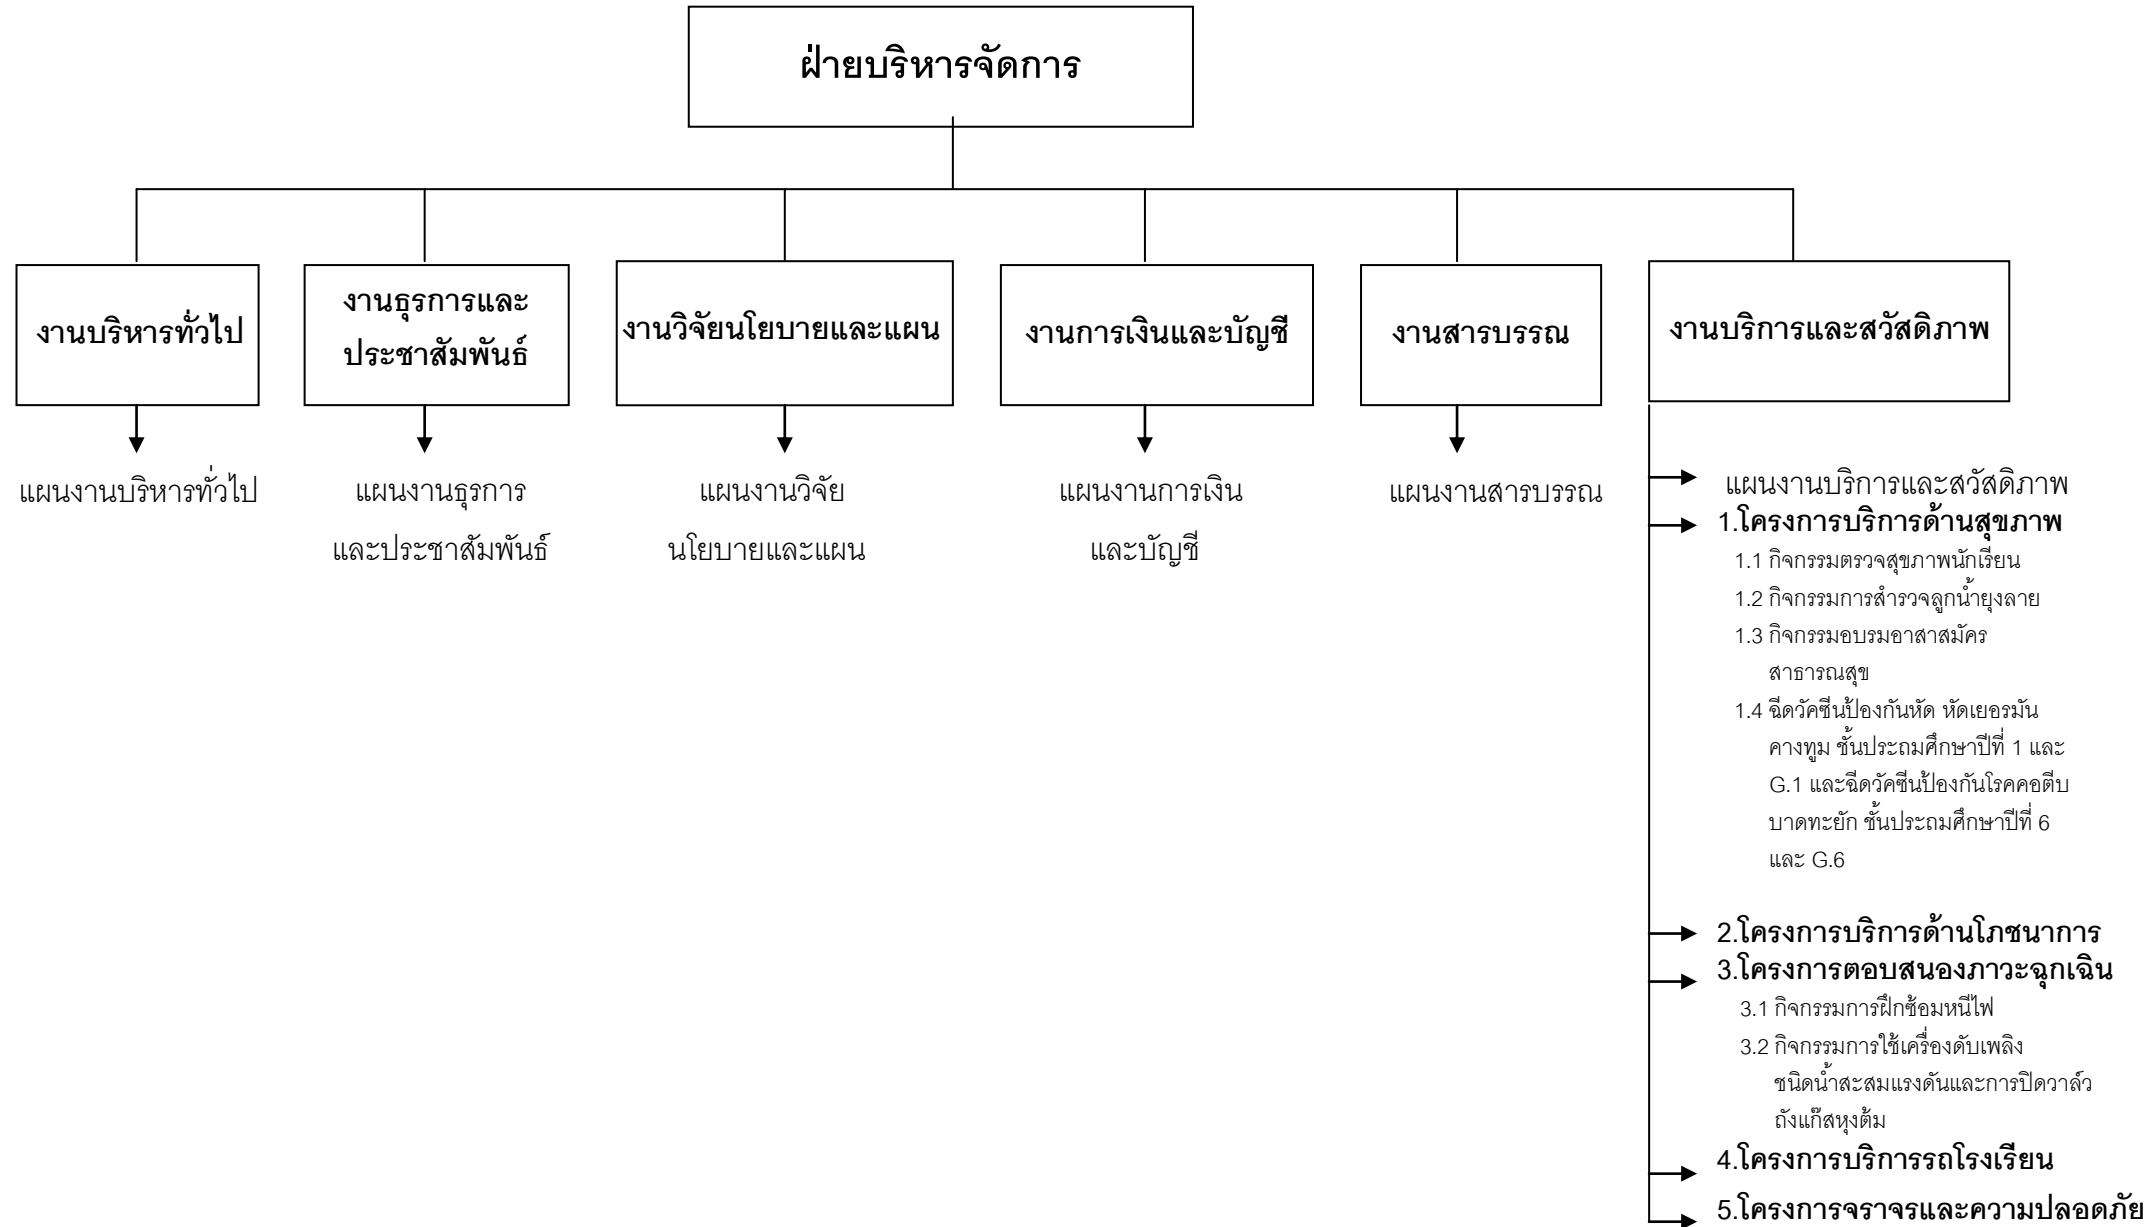 ฝ่ายบริหารจัดการ
งานบริหารทั่วไป
งานธุรการและ
ประชาสัมพันธ์
งานวิจัยนโยบายและแผน
งานการเงินและบัญชี
งานสารบรรณ
งานบริการและสวัสดิภาพ
แผนงานบริหารทั่วไป
แผนงานธุรการ
และประชาสัมพันธ์
แผนงานวิจัย
นโยบายและแผน
แผนงานการเงิน
และบัญชี
แผนงานสารบรรณ
แผนงานบริการและสวัสดิภาพ
1.โครงการบริการด้านสุขภาพ
1.1 กิจกรรมตรวจสุขภาพนักเรียน
1.2 กิจกรรมการสำรวจลูกน้ำยุงลาย
1.3 กิจกรรมอบรมอาสาสมัคร
สาธารณสุข
1.4 ฉีดวัคซีนป้องกันหัด หัดเยอรมัน
คางทูม ชั้นประถมศึกษาปีที่ 1 และ
G.1 และฉีดวัคซีนป้องกันโรคคอตีบ
บาดทะยัก ชั้นประถมศึกษาปีที่ 6
และ G.6
2.โครงการบริการด้านโภชนาการ
3.โครงการตอบสนองภาวะฉุกเฉิน
3.1 กิจกรรมการฝึกซ้อมหนีไฟ
3.2 กิจกรรมการใช้เครื่องดับเพลิง
ชนิดน้ำสะสมแรงดันและการปิดวาล์ว
ถังแก๊สหุงต้ม
4.โครงการบริการรถโรงเรียน
5.โครงการจราจรและความปลอดภัย